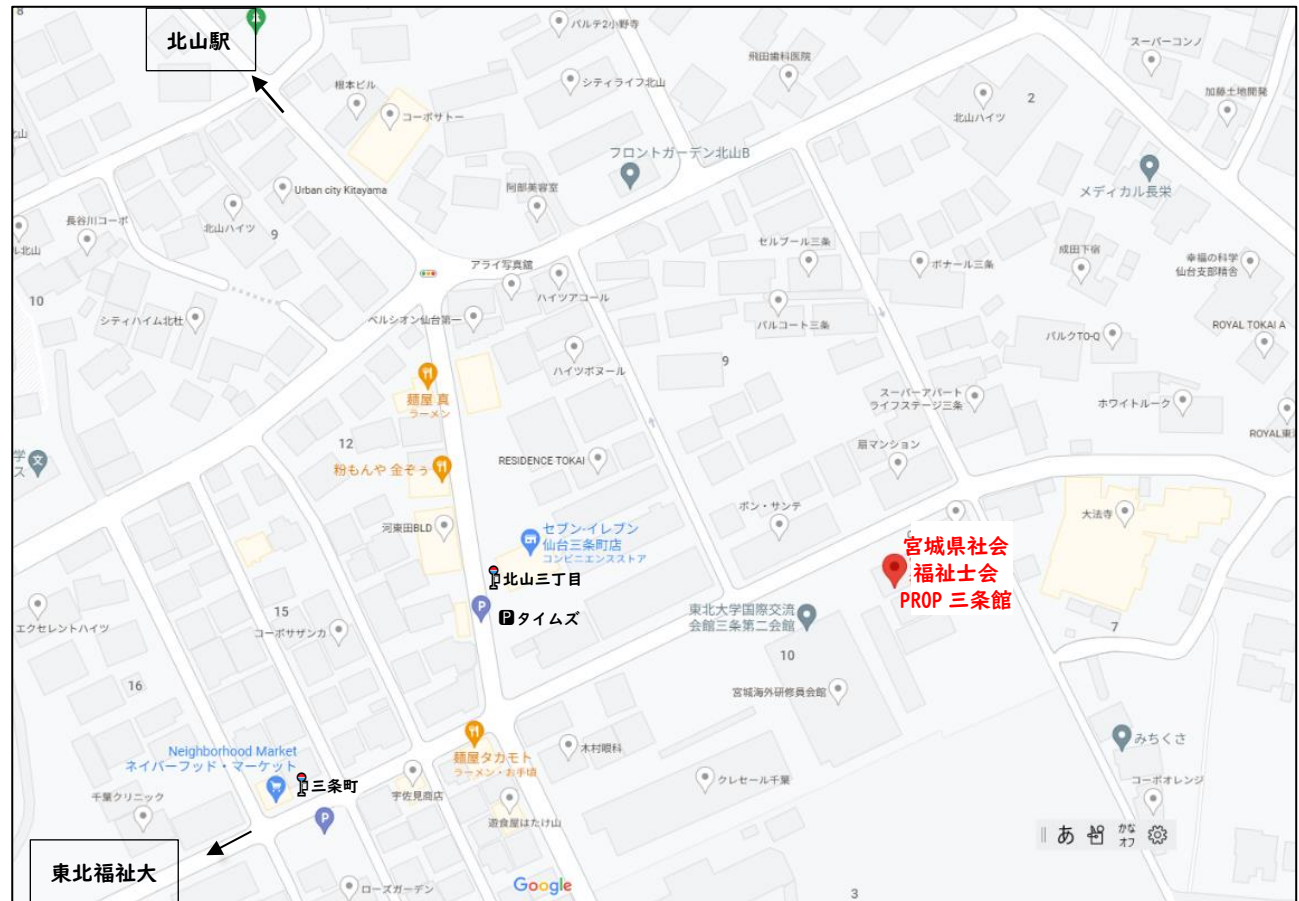 8
北山駅
パルテ2小野寺
飛田歯科医院
スーパーコンノ
根本ビル
シティライフ北山
加藤土地開発
2
コーポサトー
北山ハイツ
フロントガーデン北山B
Urban city Kitayama
阿部美容室
メディカル長栄
長谷川コーポ
北山ハイツ
9
セルブール三条
成田下宿
幸福の科学
仙台支部精舎
アライ写真舘
ボナール三条
10
ハイツアコール
シティハイム北杜
ベルシオン仙台第一
パルコート三条
ROYAL TOKAI A
パルクTO-Q
ハイツボヌール
9
麺屋 真
ラーメン
スーパーアパート
ライフステージ三条
ホワイトルーク
12
ROYAL東
扇マンション
粉もんや 金ぞぅ
RESIDENCE TOKAI
ボン・サンテ
大法寺
河東田BLD
セブン-イレブン
仙台三条町店
コンビニエンスストア
宮城県社会
福祉士会
PROP 三条館
北山三丁目
P タイムズ
東北大学国際交流
会館三条第二会館
15
エクセレントハイツ
コーポサザンカ
7
10
16
宮城海外研修員会館
Neighborhood Market
ネイバーフッド・マーケット
麺屋タカモト
ラーメン・お手頃
木村眼科
みちくさ
三条町
クレセール千葉
コーポオレンジ
千葉クリニック
宇佐見商店
遊食屋はたけ山
あ
かな
オフ
東北福祉大
ローズガーデン
Google
3